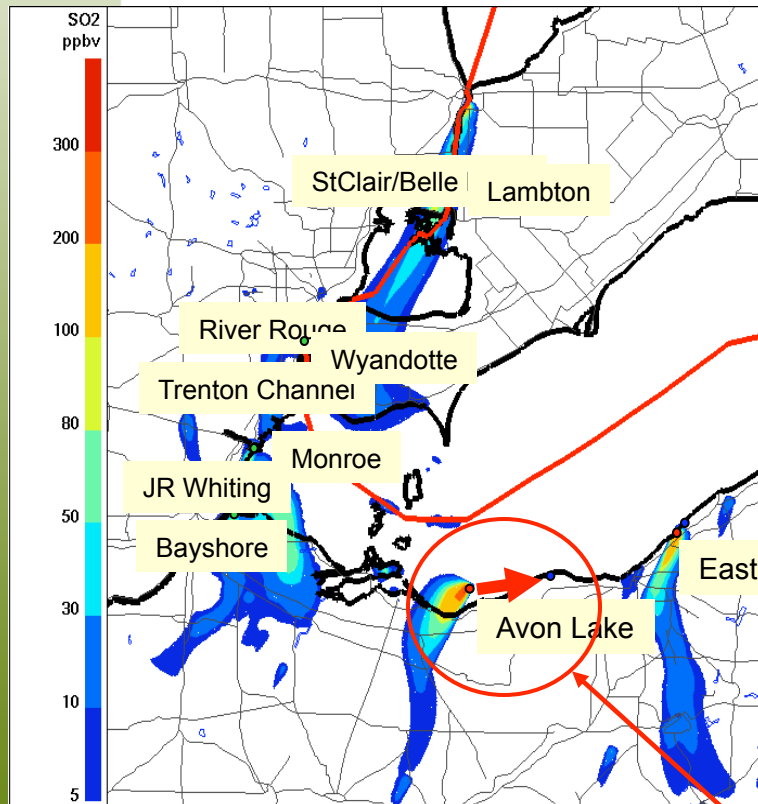 SO2
ppbv
300
200
100
80
50
30
10
5
StClair/Belle
Lambton
River Rouge
Wyandotte
Trenton Channel
Monroe
JR Whiting
Bayshore
East
Avon Lake